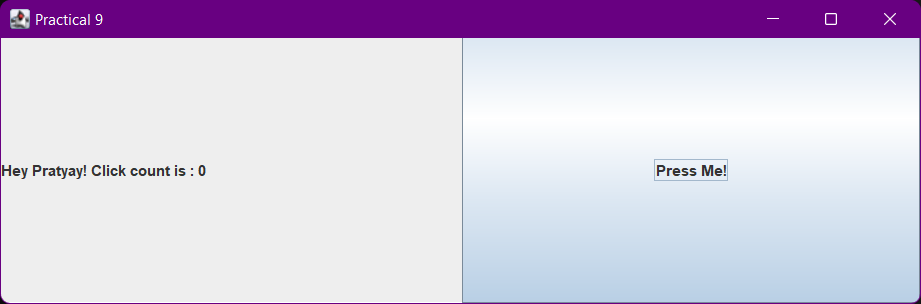 Practical 9
Hey Pratyay! Click count is : 0
Press Me!